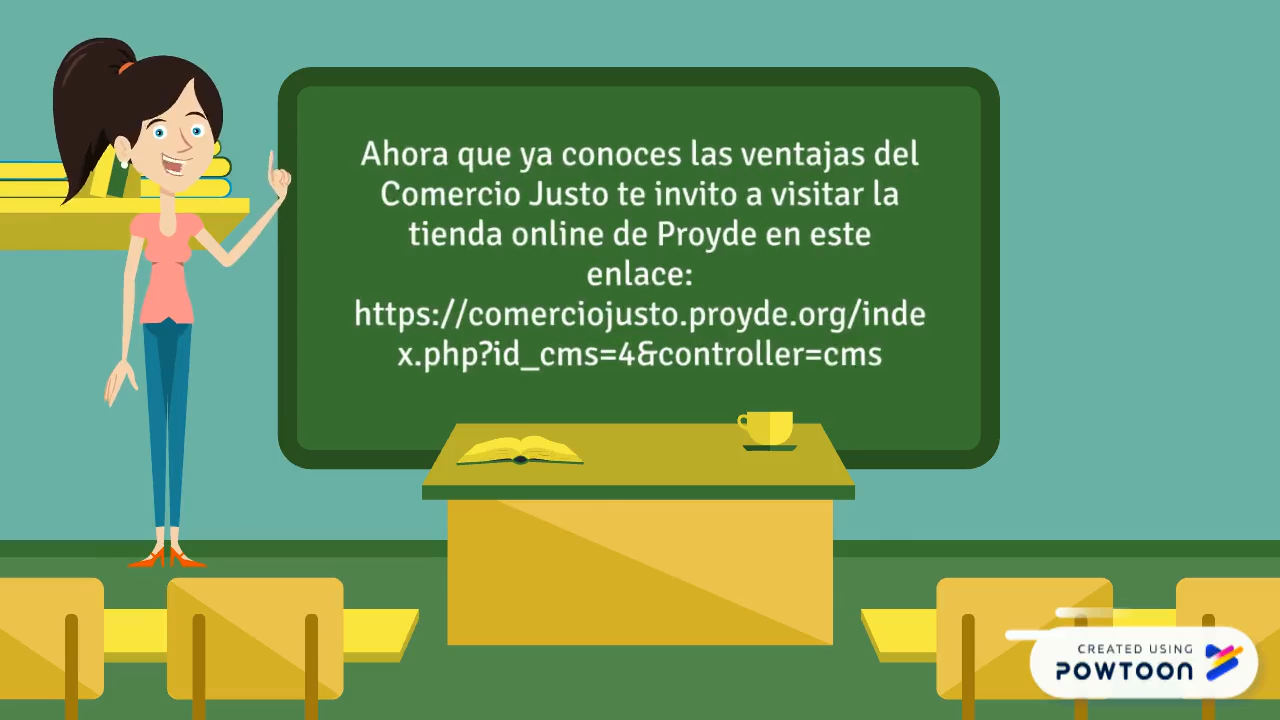 Ahora que ya conoces las ventajas del
Comercio Justo te invito a visitar la
tienda online de Proyde en este
enlace:
https://comerciojusto.proyde.org/inde
x.php?id_cms=4&controller=cms
CREATED USING
POWTOON